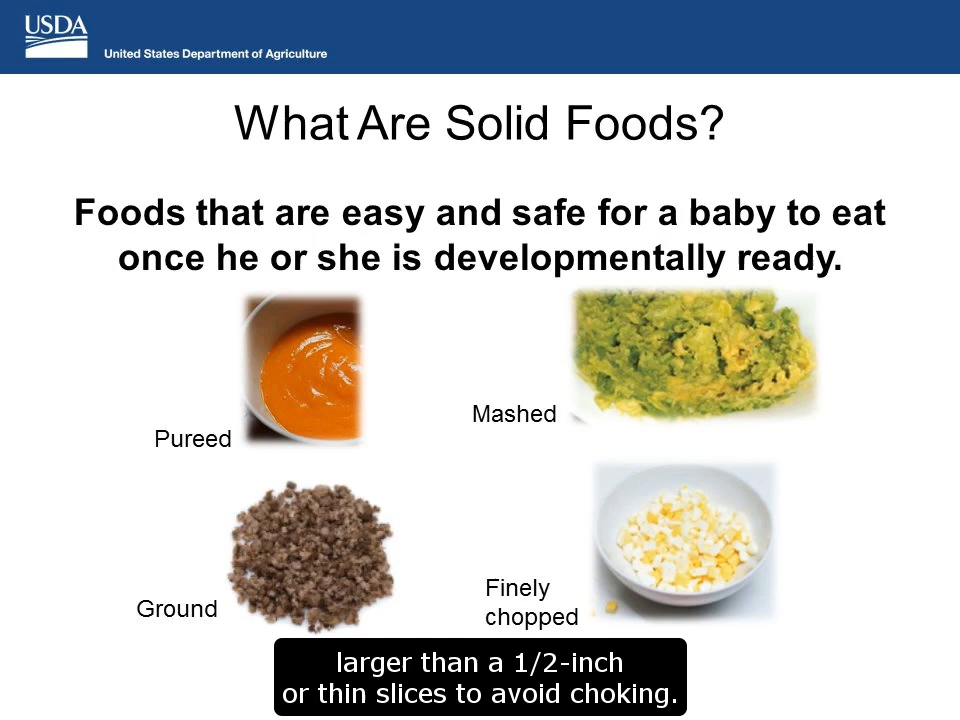 USDA
United States Department of Agriculture
What Are Solid Foods?
Foods that are easy and safe for a baby to eat
once he or she is developmentally ready.
Pureed
Mashed
Ground
Finely
chopped
larger than a 1/2-inch
or thin slices to avoid choking.